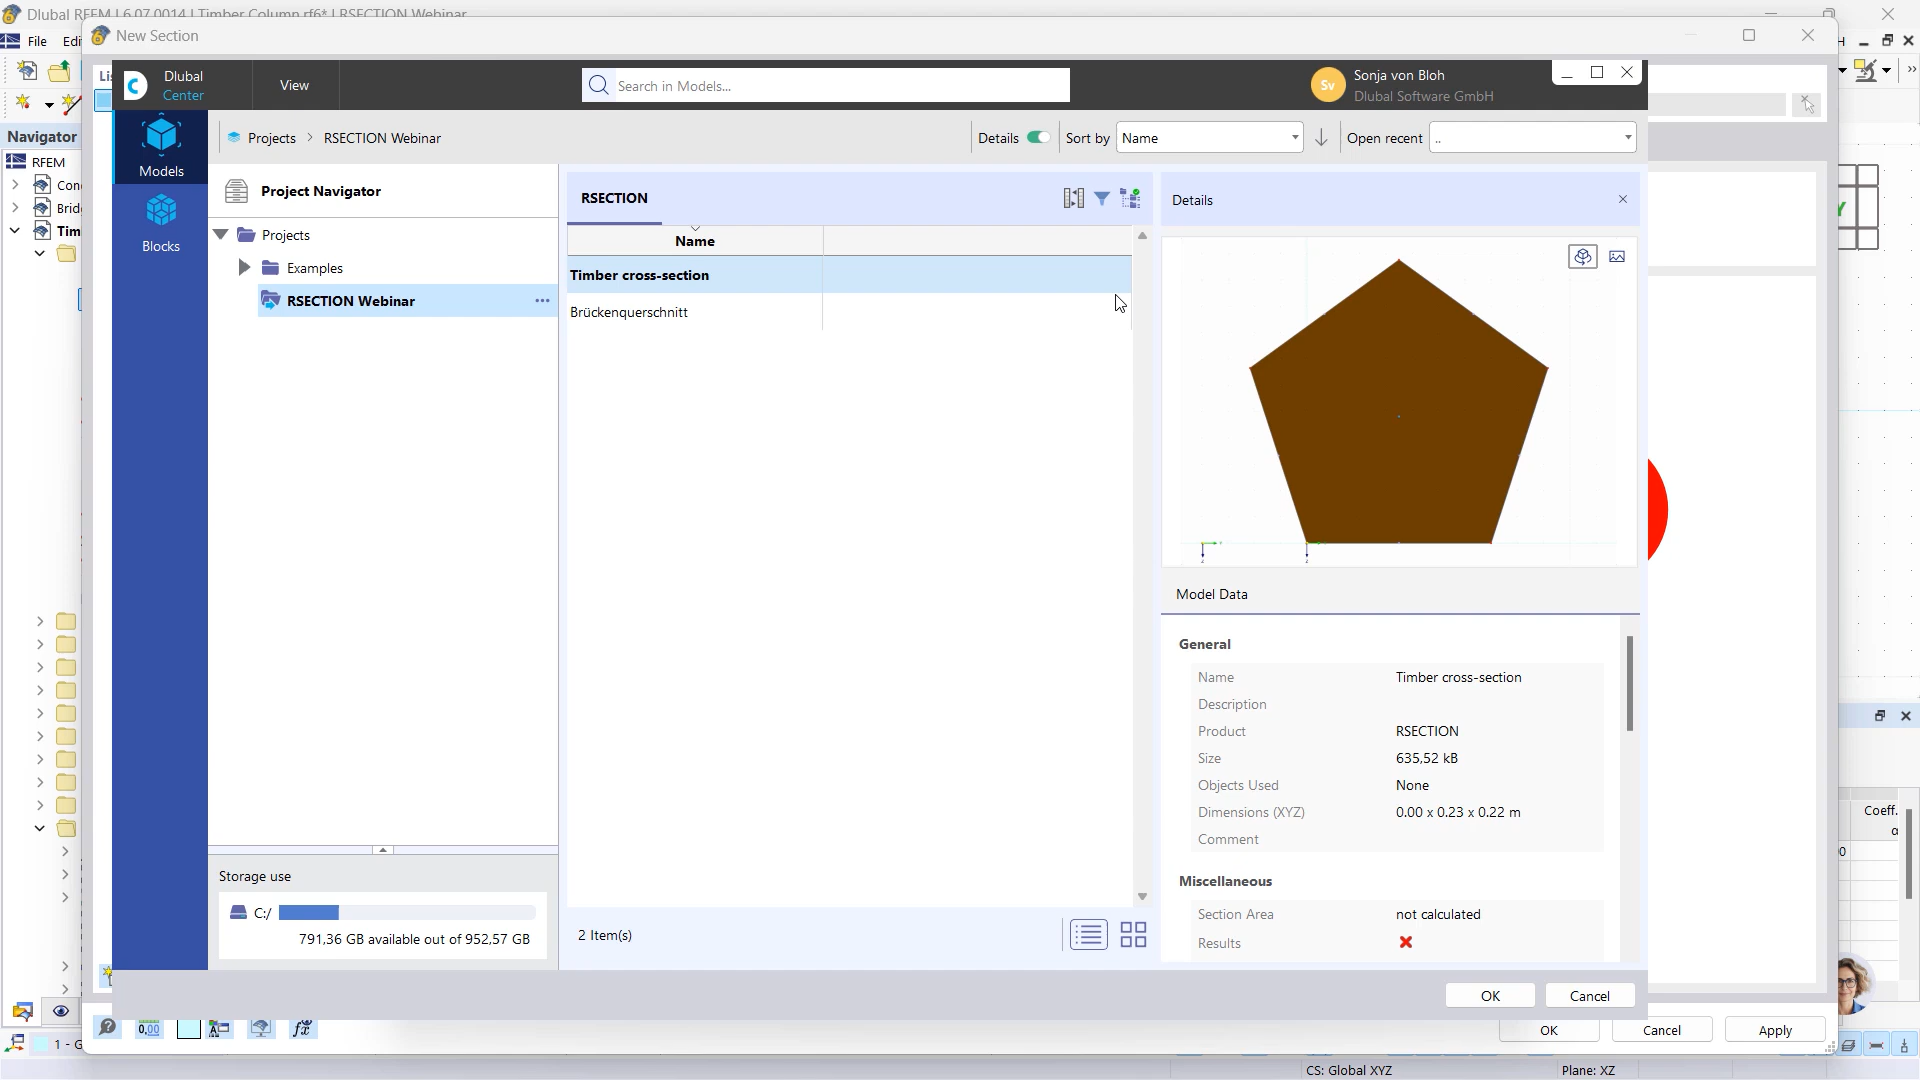 Dlubal RFEM | 6.07.0014 | Timber Column.rf6* | RSECTION Webinar
New Section
File
Dlubal
Center
View
Search in Models...
Sv
Sonja von Bloh
Dlubal Software GmbH
Navigator
Models
Blocks
Projects
RSECTION Webinar
Details
Sort by
Name
Open recent
..
RFEM
Project Navigator
Projects
Examples
RSECTION Webinar
•••
RSECTION
Name
Timber cross-section
Brückenquerschnitt
Details
Model Data
General
Name Timber cross-section
Description
Product RSECTION
Size 635,52 kB
Objects Used None
Dimensions (XYZ) 0.00 x 0.23 x 0.22 m
Comment
Miscellaneous
Section Area not calculated
Results
Storage use
C:/
791,36 GB available out of 952,57 GB
2 Item(s)
OK
Cancel
OK
Cancel
Apply
Coeff.
0,00
CS: Global XYZ
Plane: XZ